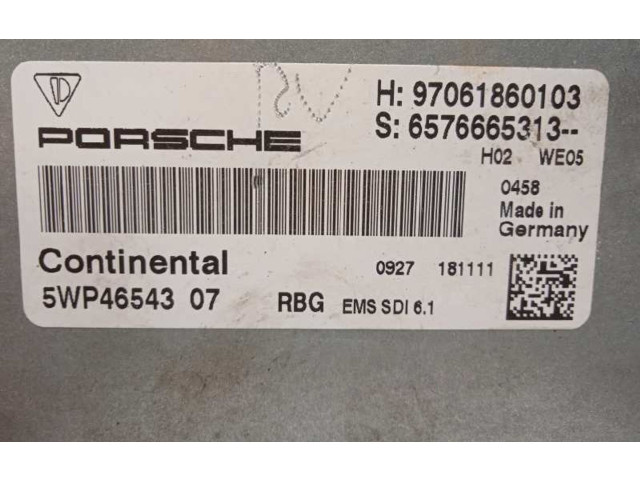 PORSCHE
H: 97061860103
S: 6576665313--
H02 WE05
0458
Made in
Germany
Continental
0927 181111
5WP46543 07 RBG EMS SDI 6.1